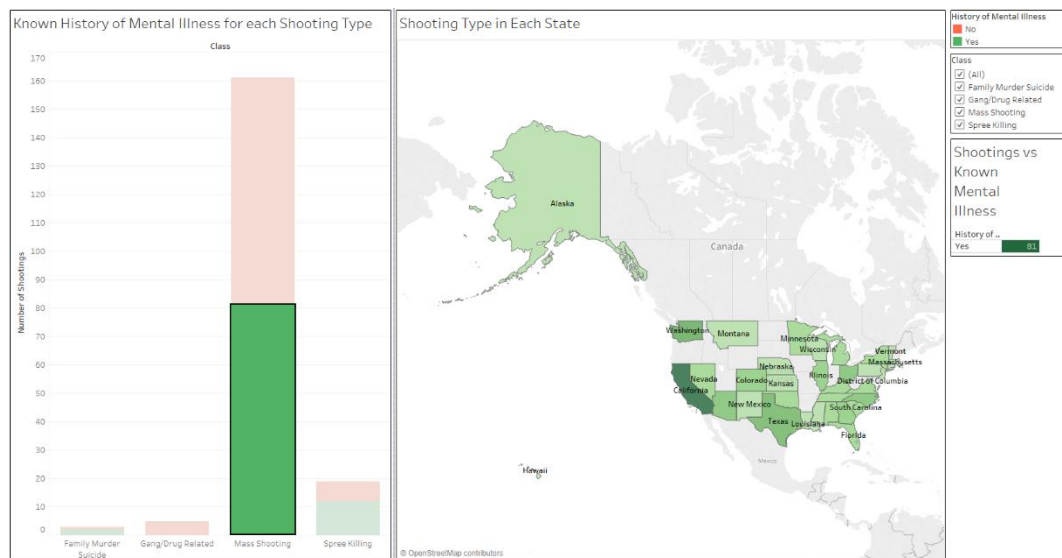 Known History of Mental Illness for each Shooting Type
Class
Number of Shootings
170
160
150
140
130
120
110
100
90
80
70
60
50
40
30
20
10
0
Family Murder
Suicide
Gang/Drug Related
Mass Shooting
Spree Killing
Shooting Type in Each State
Alaska
Canada
Washington
Montana
Minnesota
Wisconsin
Vermont
Massachusetts
Nebraska
Nevada
Illinois
California
Colorado
Kansas
District of Columbia
New Mexico
South Carolina
Texas
Louisiana
Florida
Mexico
Hawaii
© OpenStreetMap contributors
History of Mental Illness
No
Yes
Class
(All)
Family Murder Suicide
Gang/Drug Related
Mass Shooting
Spree Killing
Shootings vs
Known
Mental
Illness
History of ..
Yes 81